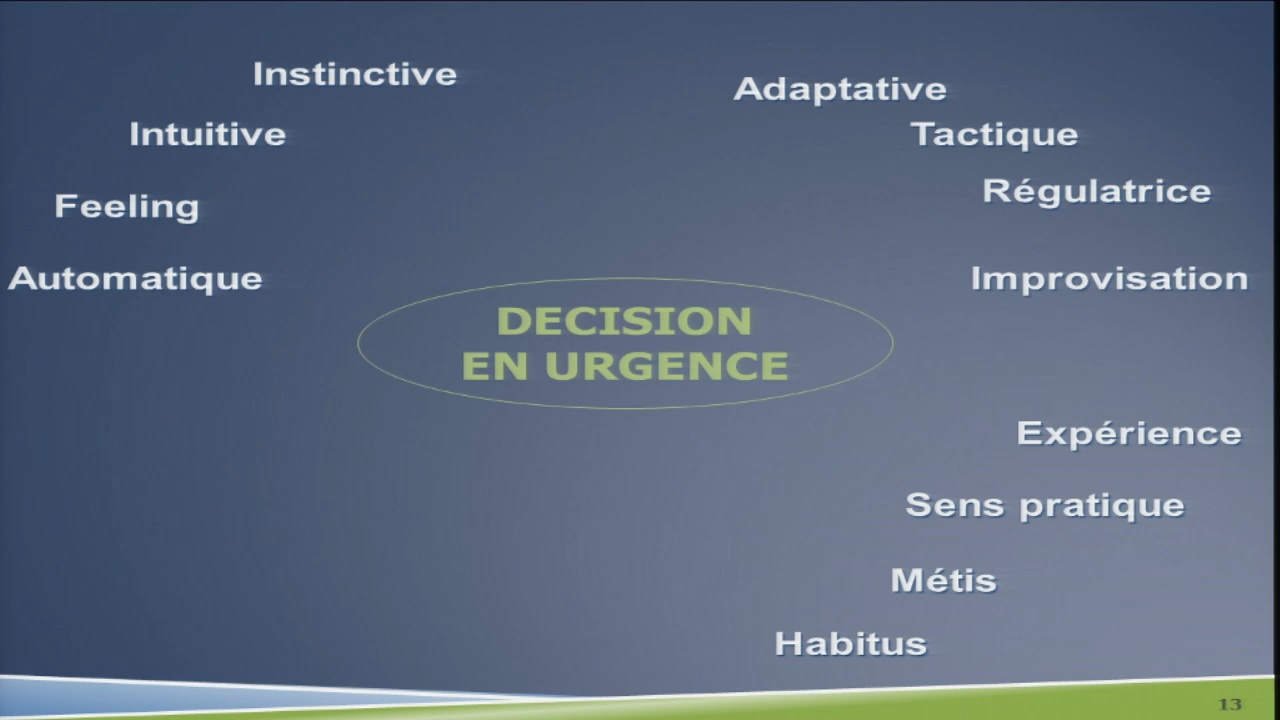 Instinctive
Adaptative
Intuitive
Tactique
Régulatrice
Feeling
Automatique
Improvisation
DECISION
EN URGENCE
Expérience
Sens pratique
Métis
Habitus
13